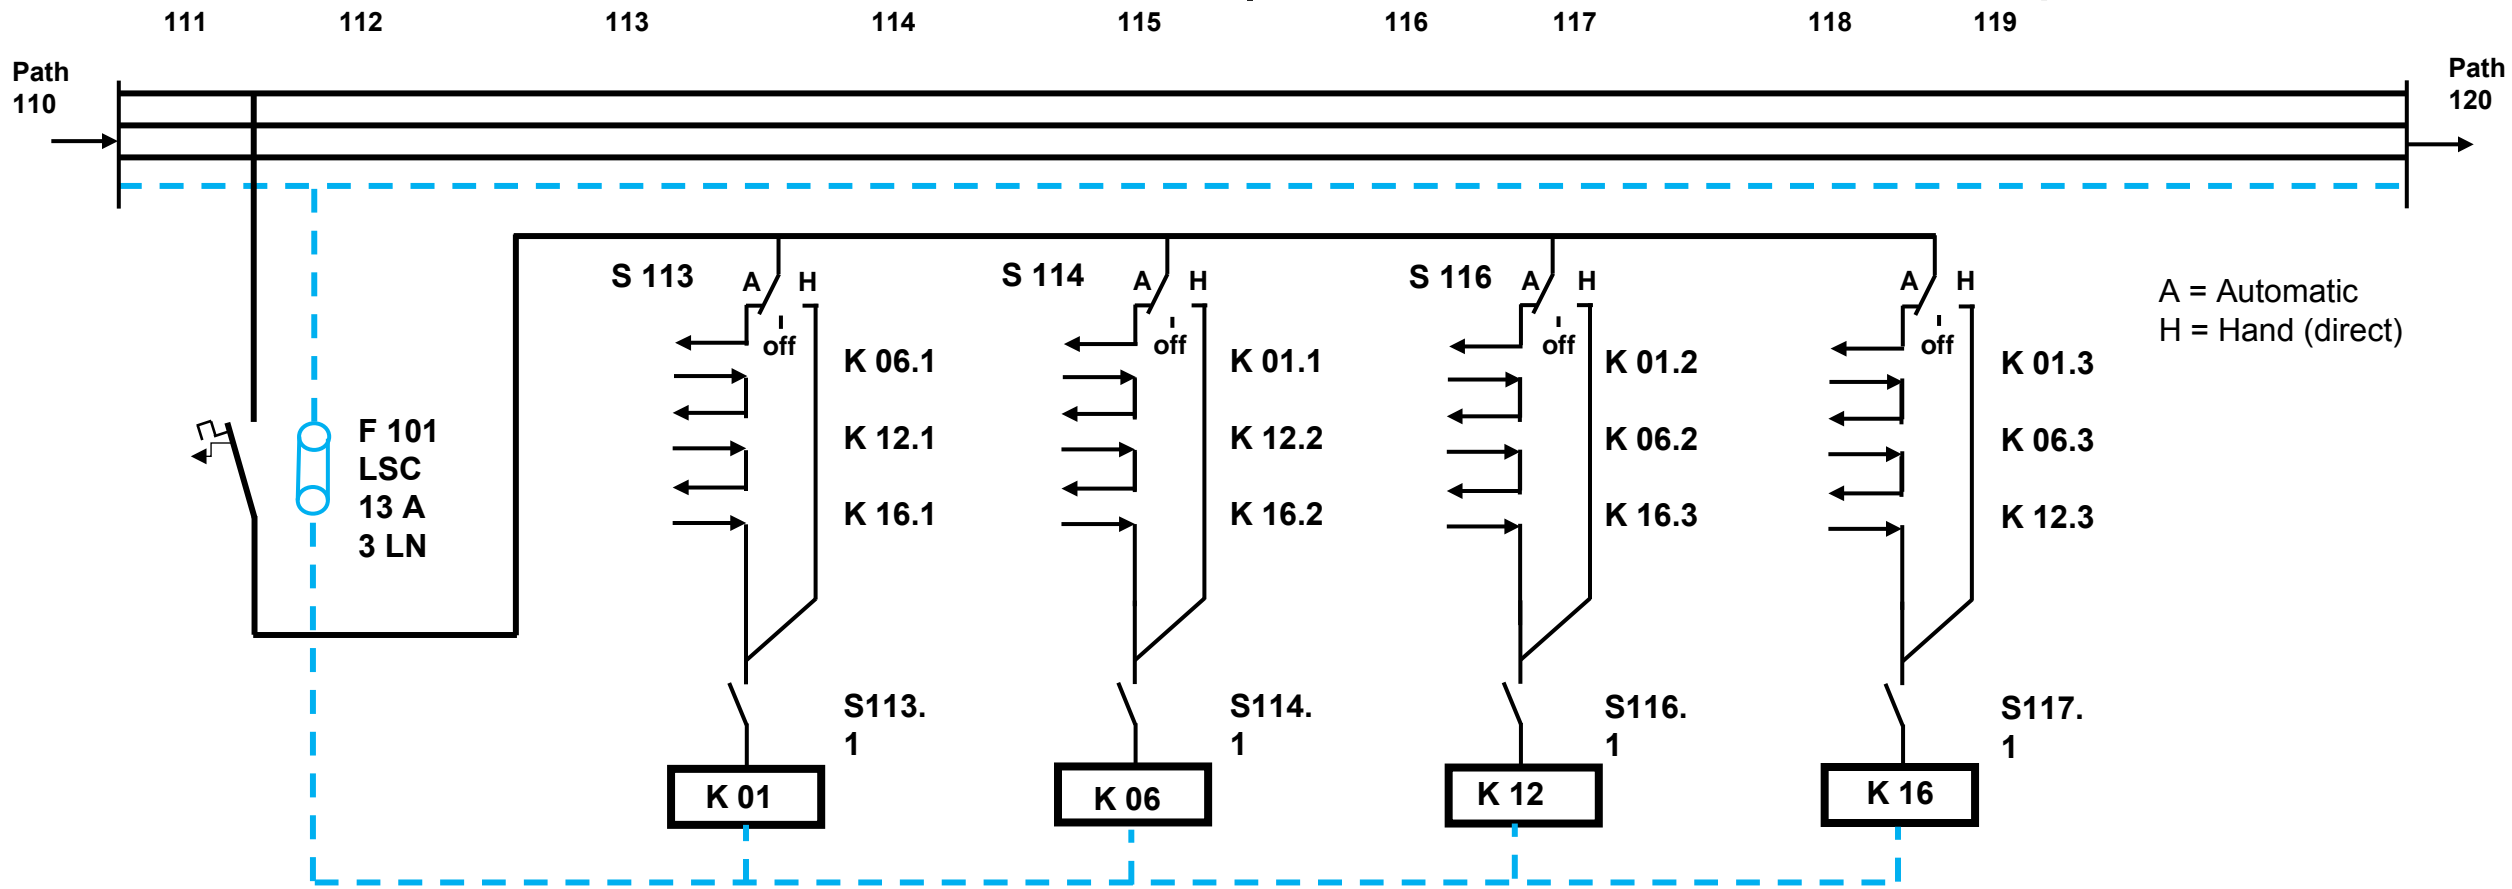 111 112 113 114 115 116 117 118 119
Path
110
Path
120
S 113 A H
off
S 114 A H
off
S 116 A H
off
A H
off
A = Automatic
H = Hand (direct)
K 06.1
K 12.1
K 16.1
K 01.1
K 12.2
K 16.2
K 01.2
K 06.2
K 16.3
K 01.3
K 06.3
K 12.3
F 101
LSC
13 A
3 LN
S113.
1
S114.
1
S116.
1
S117.
1
K 01
K 06
K 12
K 16